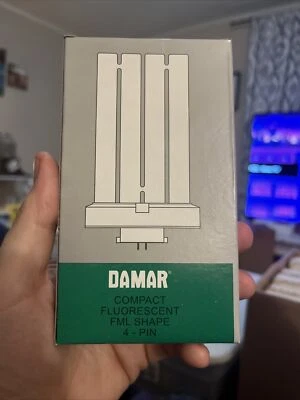 DAMAR®
COMPACT
FLUORESCENT
FML SHAPE
4 - PIN